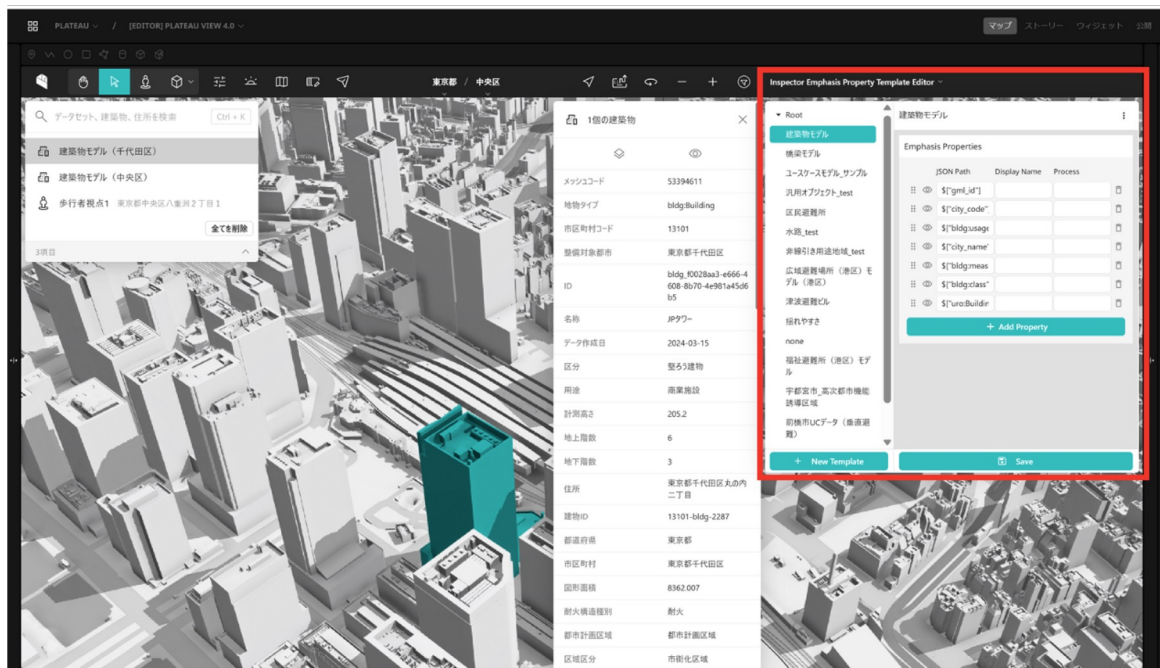 PLATEAU / [EDITOR] PLATEAU VIEW 4.0
マップ ストーリー ウィジェット 公開
東京都 / 中央区
Inspector Emphasis Property Template Editor
データセット、建築物、住所を検索 Ctrl + K
建築物モデル（千代田区）
建築物モデル（中央区）
歩行者視点1 東京都中央区八重洲２丁目１
全てを削除
3項目
1個の建築物
メッシュコード 53394611
地物タイプ bldg:Building
市区町村コード 13101
整備対象都市 東京都千代田区
ID
bldg_f0028aa3-e666-4
608-8b70-4e981a45d6
b5
名称 JPタワー
データ作成日 2024-03-15
区分 堅ろう建物
用途 商業施設
計測高さ 205.2
地上階数 6
地下階数 3
住所
東京都千代田区丸の内
二丁目
建物ID 13101-bldg-2287
都道府県 東京都
市区町村 東京都千代田区
図形面積 8362.007
耐火構造種別 耐火
都市計画区域 都市計画区域
区域区分 市街化区域
Root
建築物モデル
橋梁モデル
ユースケースモデル_サンプル
汎用オブジェクト_test
区民避難所
水路_test
非線引き用途地域_test
広域避難場所（港区）モ
デル（港区）
津波避難ビル
揺れやすさ
none
福祉避難所（港区）モデ
ル
宇都宮市_高次都市機能
誘導区域
前橋市UCデータ（垂直避
難）
+ New Template
建築物モデル
Emphasis Properties
JSON Path Display Name Process
$["gml_id"]
$["city_code"
$["bldg:usage
$["city_name"
$["bldg:meas
$["bldg:class"
$["uro:Buildin
+ Add Property
Save